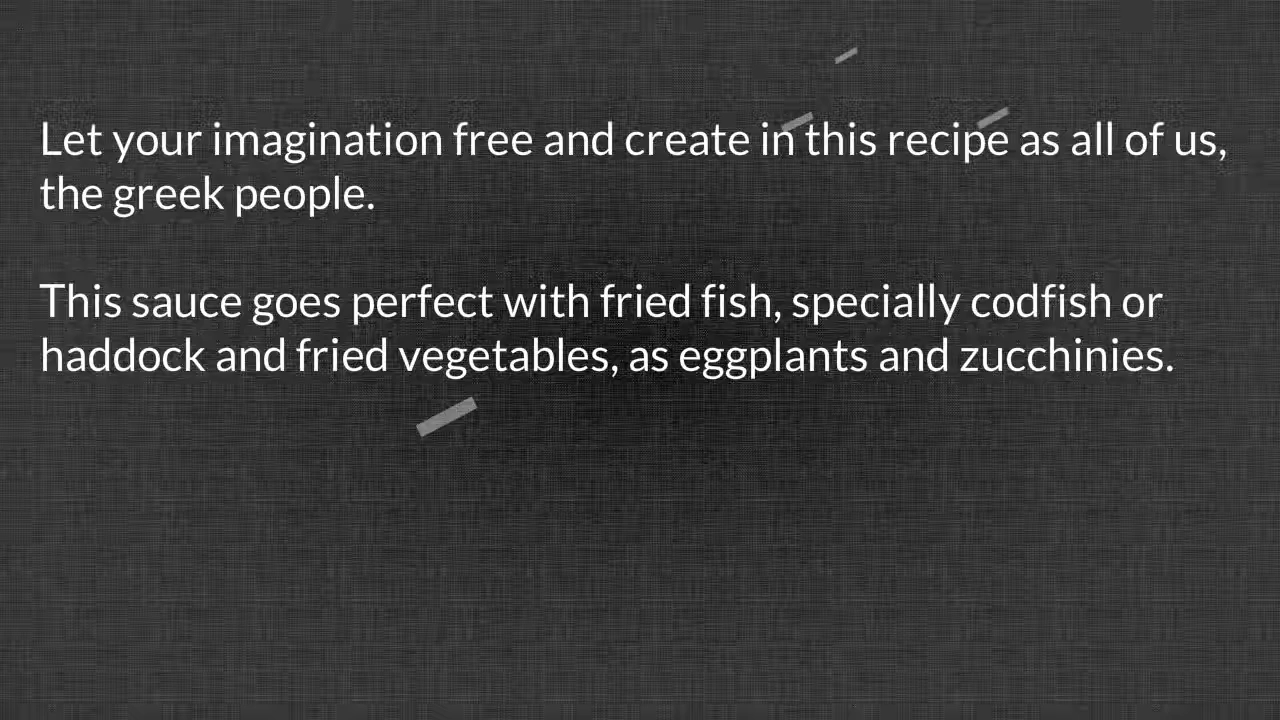 Let your imagination free and create in this recipe as all of us,
the greek people.
This sauce goes perfect with fried fish, specially codfish or
haddock and fried vegetables, as eggplants and zucchinies.